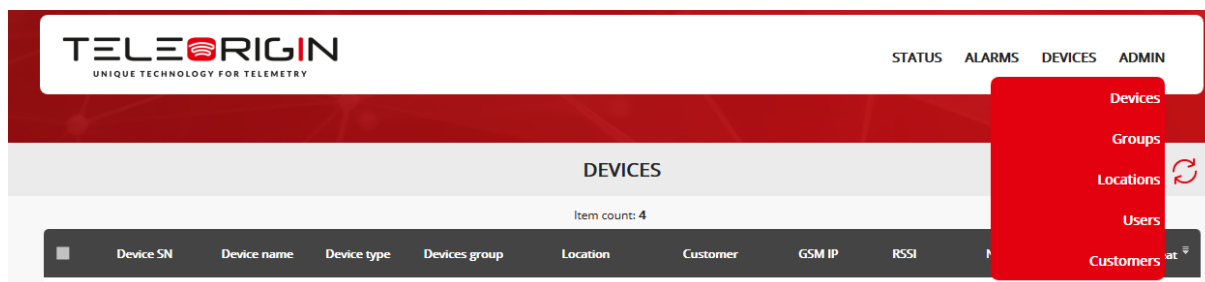 TELEORIGIN
UNIQUE TECHNOLOGY FOR TELEMETRY
STATUS ALARMS DEVICES ADMIN
Devices
Groups
Locations
Users
Customers
DEVICES
Item count: 4
Device SN Device name Device type Devices group Location Customer GSM IP RSSI